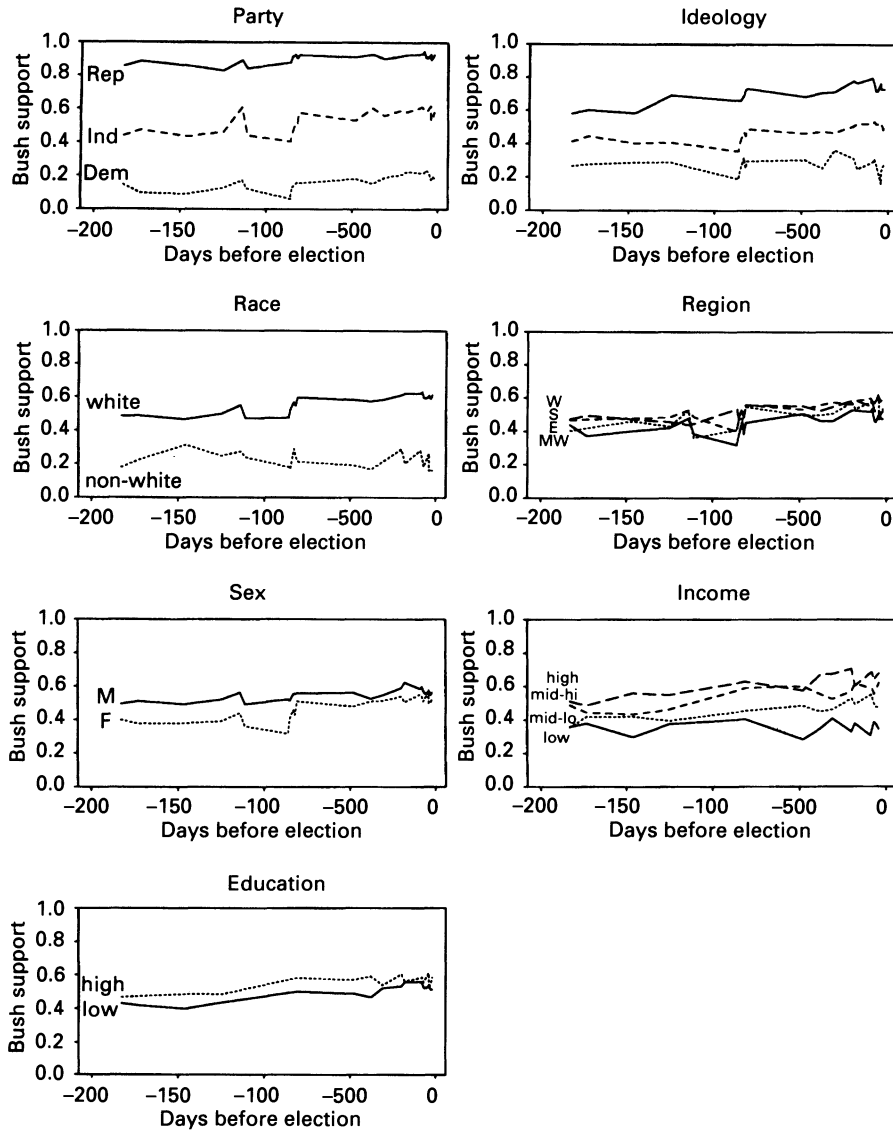 Party
Bush support
1.0
0.8
0.6
0.4
0.2
0.0
Rep
Ind
Dem
−200 −150 −100 −500 0
Days before election
Ideology
Bush support
1.0
0.8
0.6
0.4
0.2
0.0
−200 −150 −100 −500 0
Days before election
Race
Bush support
1.0
0.8
0.6
0.4
0.2
0.0
white
non-white
−200 −150 −100 −500 0
Days before election
Region
Bush support
1.0
0.8
0.6
0.4
0.2
0.0
W
S
E
MW
−200 −150 −100 −500 0
Days before election
Sex
Bush support
1.0
0.8
0.6
0.4
0.2
0.0
M
F
−200 −150 −100 −500 0
Days before election
Income
Bush support
1.0
0.8
0.6
0.4
0.2
0.0
high
mid-hi
mid-lo
low
−200 −150 −100 −500 0
Days before election
Education
Bush support
1.0
0.8
0.6
0.4
0.2
0.0
high
low
−200 −150 −100 −500 0
Days before election